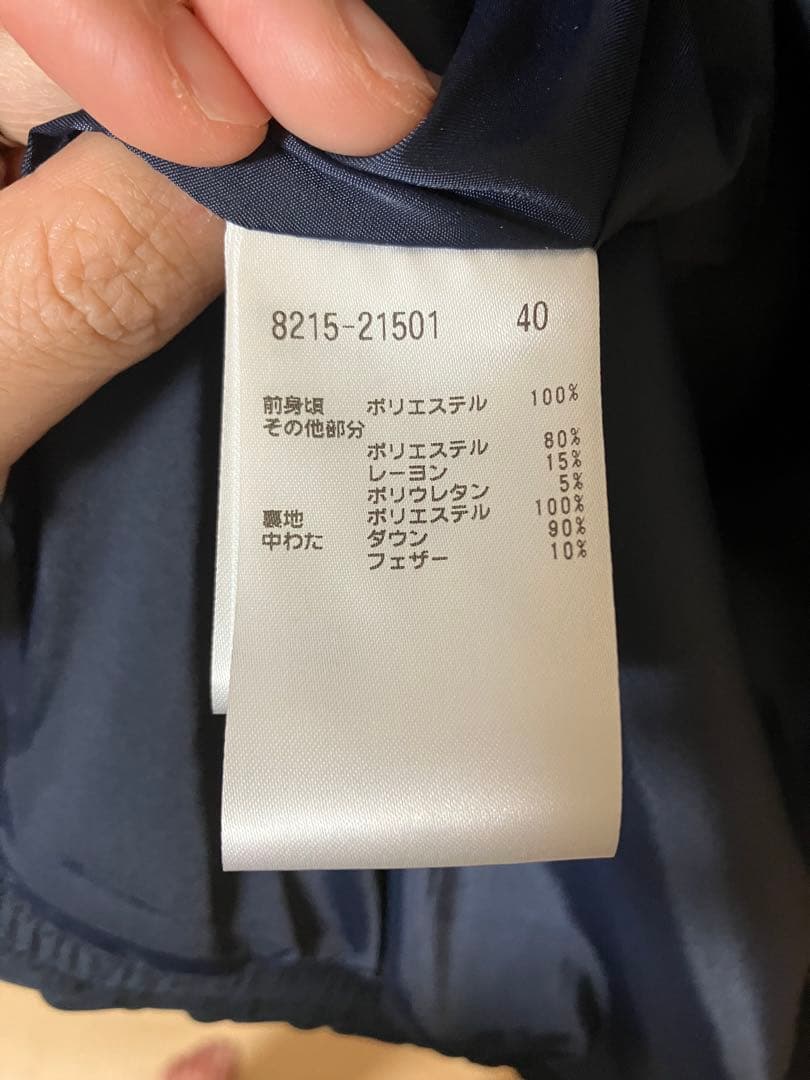 8215-21501 40
前身頃 ポリエステル 100%
その他部分
ポリエステル 80%
レーヨン 15%
ポリウレタン 5%
裏地 ポリエステル 100%
中わた ダウン 90%
フェザー 10%